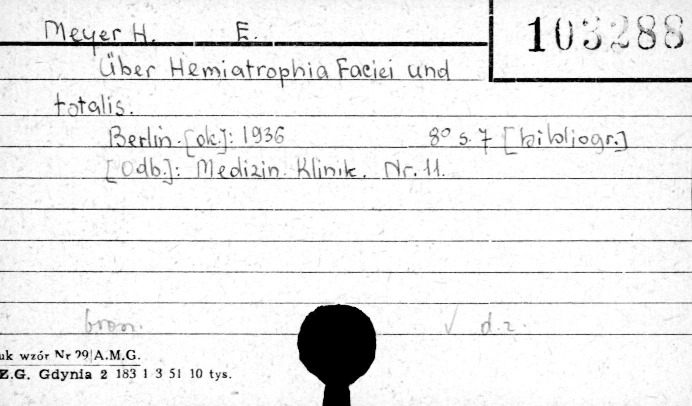 Meyer H. E.
103288
Über Hemiatrophia Faciei und
totalis.
Berlin. [ok.]: 1936 8° s. 7 [bibliogr.]
[Odb.]: Medizin. Klinik. Nr. 11.
bron. √ d.z.
uk wzór Nr 29|A.M.G.
Z.G. Gdynia 2 183 1 3 51 10 tys.